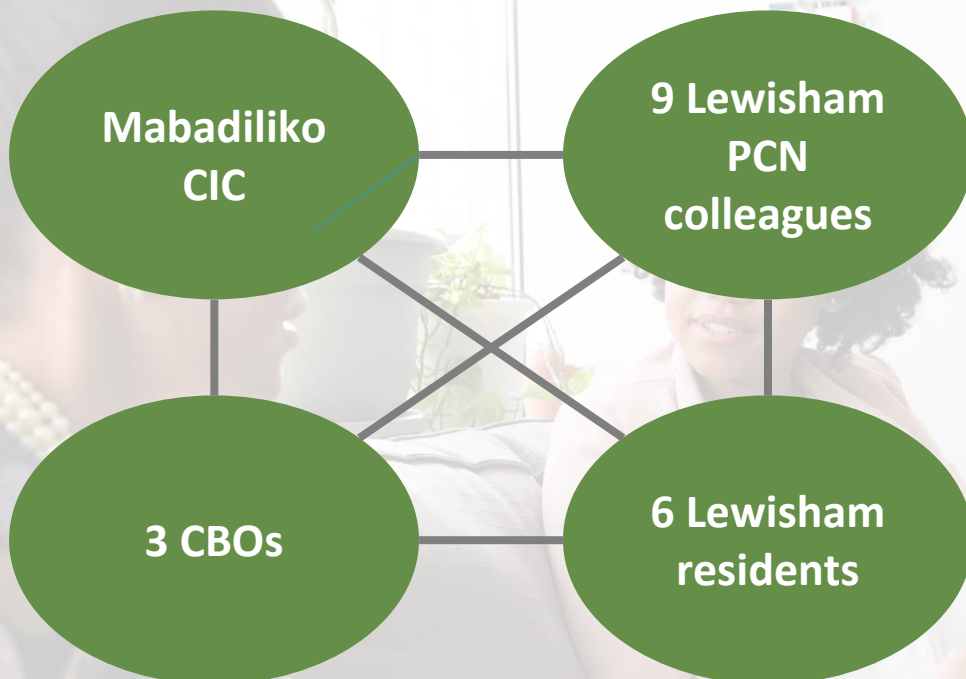 Mabadiliko
CIC
9 Lewisham
PCN
colleagues
3 CBOs
6 Lewisham
residents